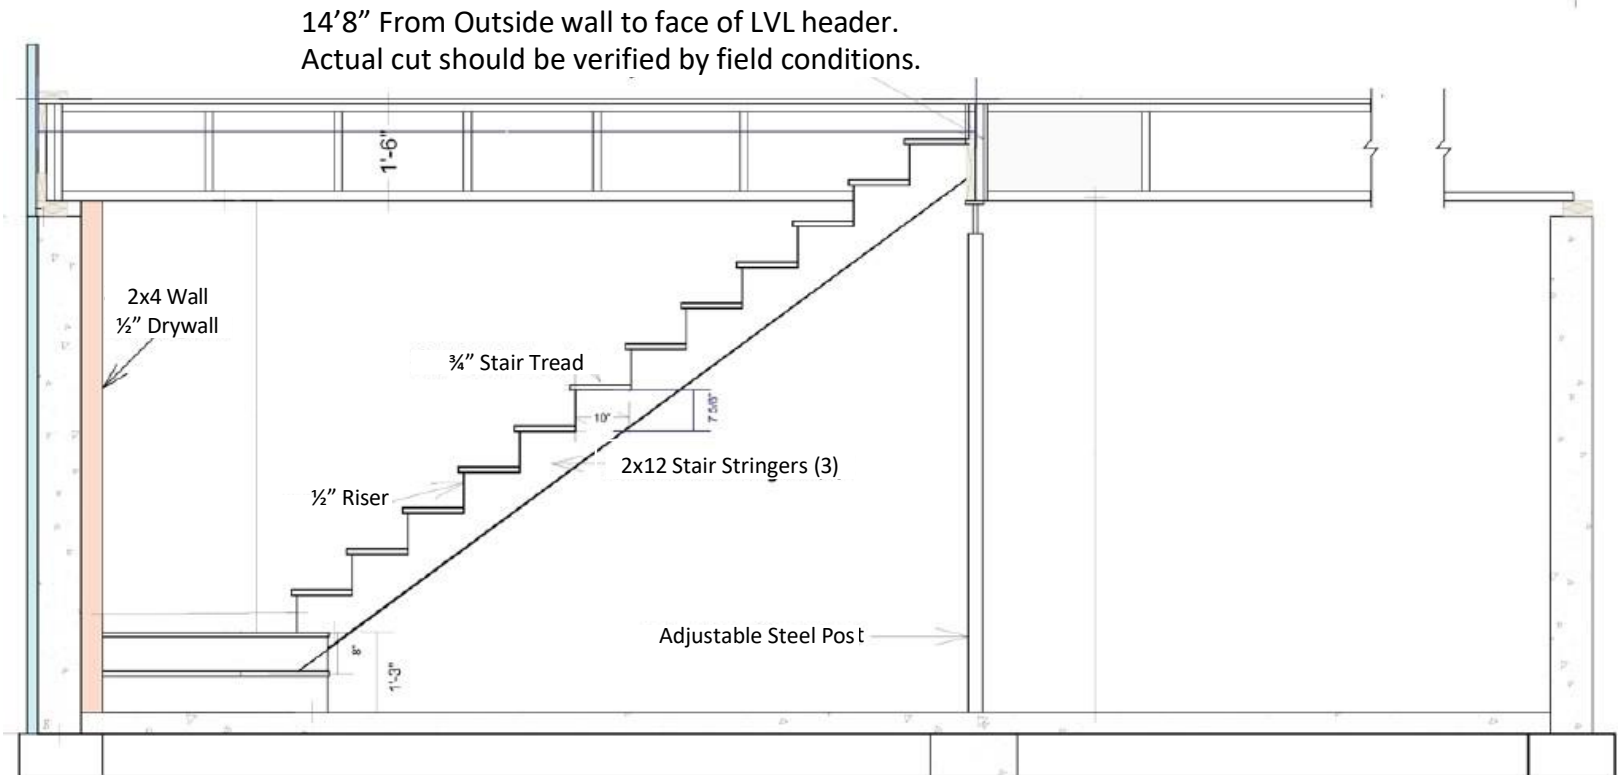 14’8” From Outside wall to face of LVL header.
Actual cut should be verified by field conditions.
1'-6"
2x4 Wall
½” Drywall
¾” Stair Tread
10"
7 5/8"
2x12 Stair Stringers (3)
½” Riser
Adjustable Steel Post
8"
1'-3"